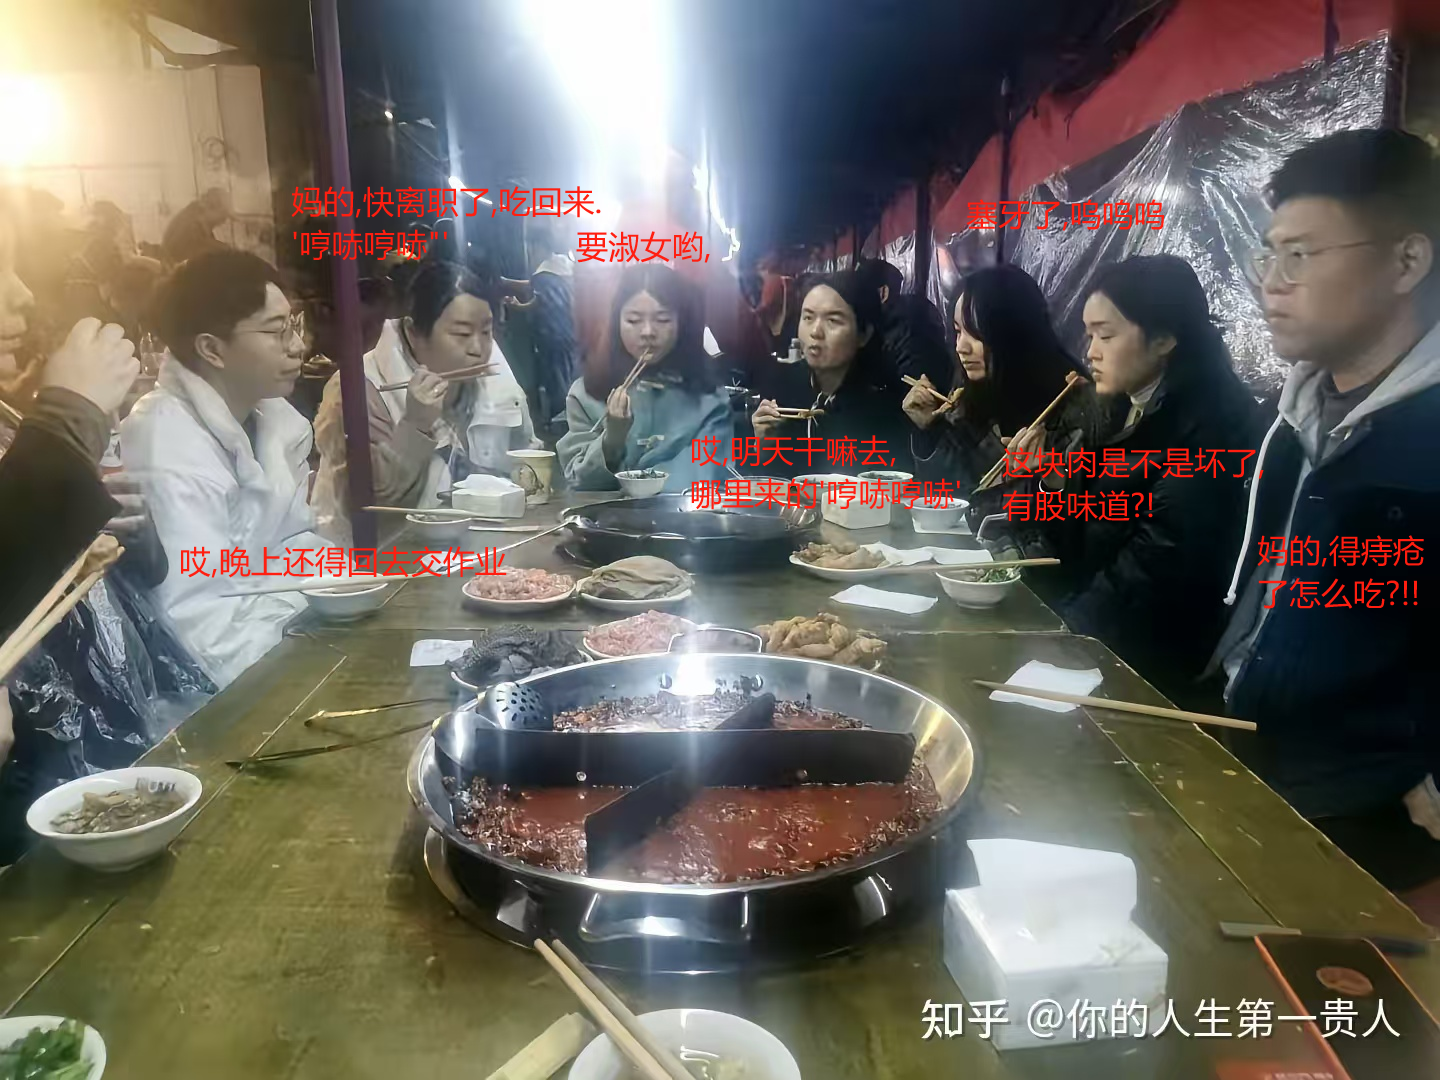 妈的,快离职了,吃回来.
'哼哧哼哧"'
要淑女哟,
塞牙了,呜呜呜
哎,明天干嘛去,
哪里来的'哼哧哼哧'
这块肉是不是坏了,
有股味道?!
哎,晚上还得回去交作业
妈的,得痔疮
了怎么吃?!!
知乎 @你的人生第一贵人